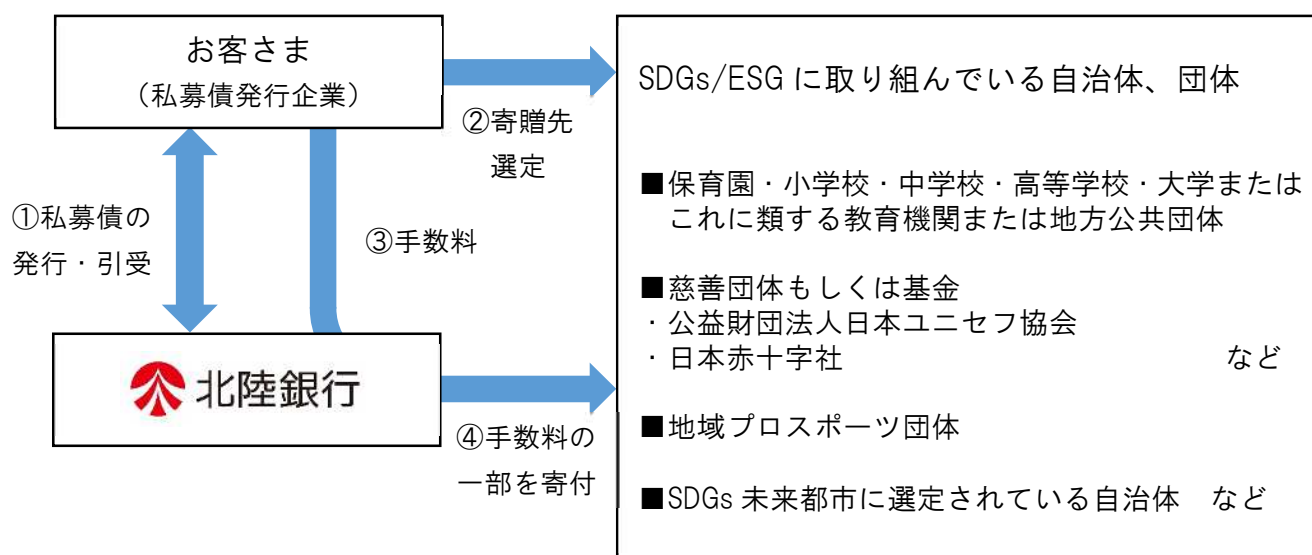 お客さま
（私募債発行企業）
②寄贈先
選定
①私募債の
発行・引受
③手数料
北陸銀行
④手数料の
一部を寄付
SDGs/ESG に取り組んでいる自治体、団体
■保育園・小学校・中学校・高等学校・大学または
これに類する教育機関または地方公共団体
■慈善団体もしくは基金
・公益財団法人日本ユニセフ協会
・日本赤十字社　など
■地域プロスポーツ団体
■SDGs 未来都市に選定されている自治体　など